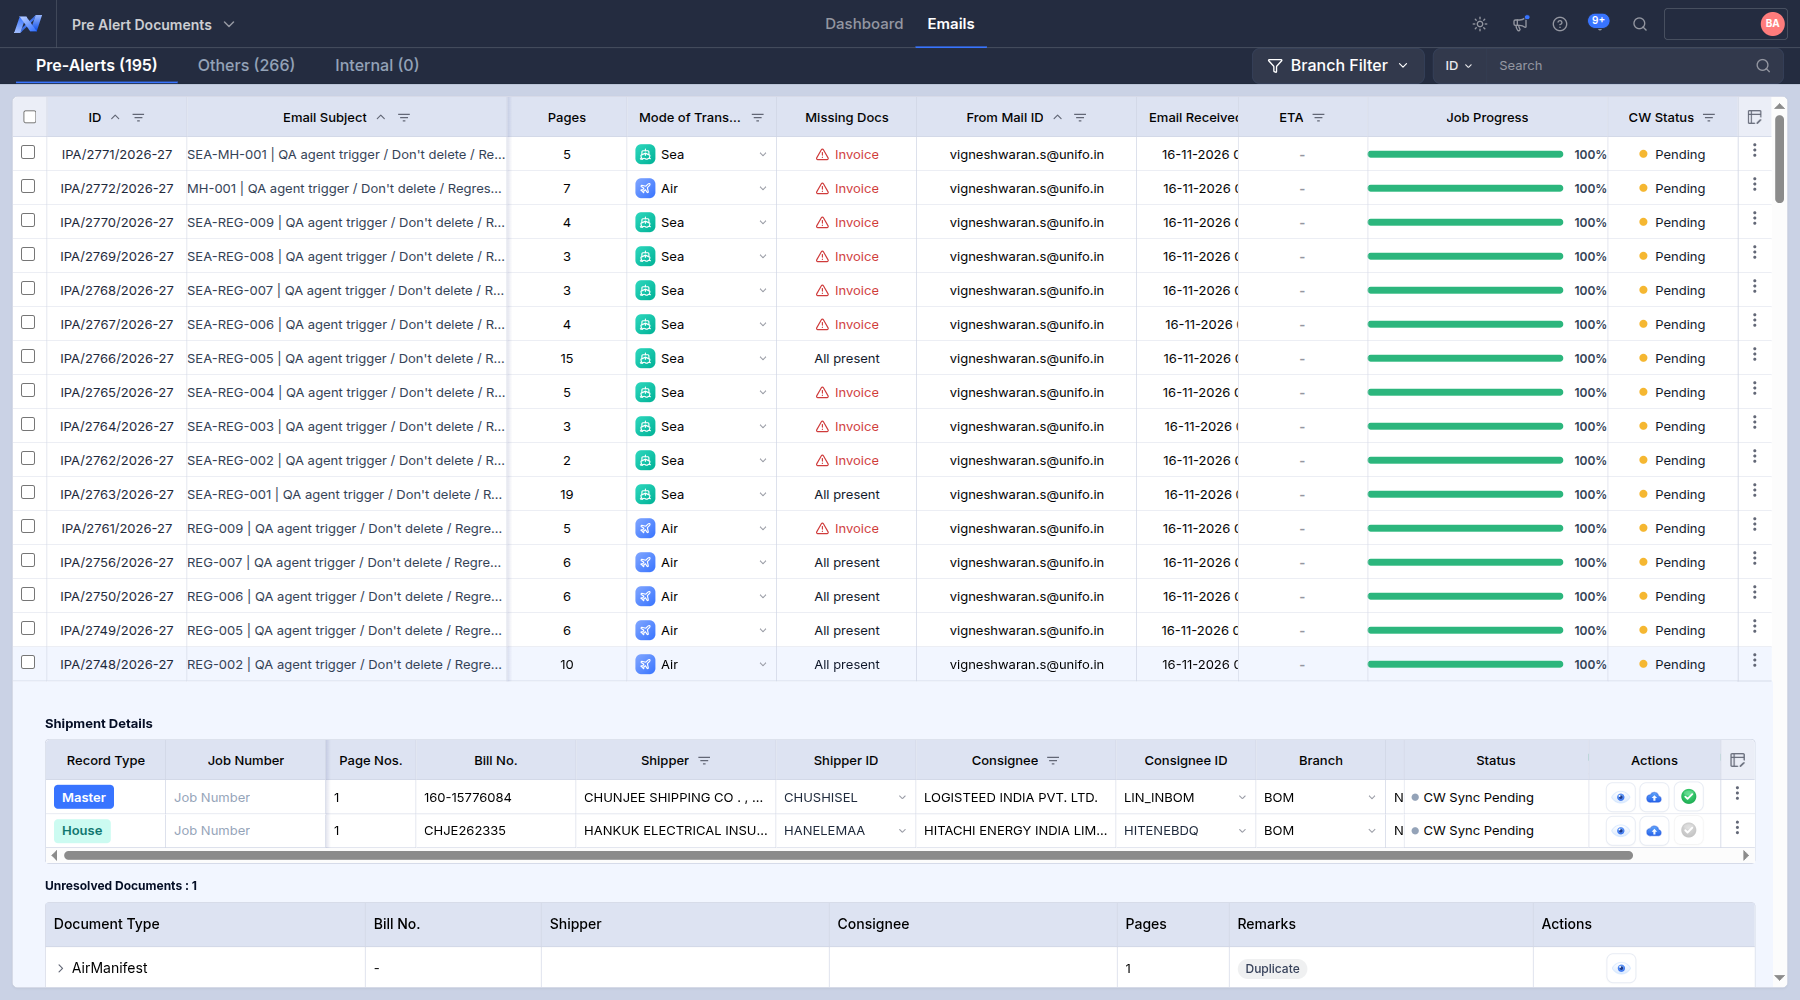 Pre Alert Documents
Dashboard Emails
9+
BA
Pre-Alerts (195) Others (266) Internal (0)
Branch Filter
ID Search
ID Email Subject Pages Mode of Trans... Missing Docs From Mail ID Email Received ETA Job Progress CW Status
IPA/2771/2026-27 SEA-MH-001 | QA agent trigger / Don't delete / Re... 5 Sea Invoice vigneshwaran.s@unifo.in 16-11-2026 - 100% Pending
IPA/2772/2026-27 MH-001 | QA agent trigger / Don't delete / Regres... 7 Air Invoice vigneshwaran.s@unifo.in 16-11-2026 - 100% Pending
IPA/2770/2026-27 SEA-REG-009 | QA agent trigger / Don't delete / R... 4 Sea Invoice vigneshwaran.s@unifo.in 16-11-2026 - 100% Pending
IPA/2769/2026-27 SEA-REG-008 | QA agent trigger / Don't delete / R... 3 Sea Invoice vigneshwaran.s@unifo.in 16-11-2026 - 100% Pending
IPA/2768/2026-27 SEA-REG-007 | QA agent trigger / Don't delete / R... 3 Sea Invoice vigneshwaran.s@unifo.in 16-11-2026 - 100% Pending
IPA/2767/2026-27 SEA-REG-006 | QA agent trigger / Don't delete / R... 4 Sea Invoice vigneshwaran.s@unifo.in 16-11-2026 - 100% Pending
IPA/2766/2026-27 SEA-REG-005 | QA agent trigger / Don't delete / R... 15 Sea All present vigneshwaran.s@unifo.in 16-11-2026 - 100% Pending
IPA/2765/2026-27 SEA-REG-004 | QA agent trigger / Don't delete / R... 5 Sea Invoice vigneshwaran.s@unifo.in 16-11-2026 - 100% Pending
IPA/2764/2026-27 SEA-REG-003 | QA agent trigger / Don't delete / R... 3 Sea Invoice vigneshwaran.s@unifo.in 16-11-2026 - 100% Pending
IPA/2762/2026-27 SEA-REG-002 | QA agent trigger / Don't delete / R... 2 Sea Invoice vigneshwaran.s@unifo.in 16-11-2026 - 100% Pending
IPA/2763/2026-27 SEA-REG-001 | QA agent trigger / Don't delete / R... 19 Sea All present vigneshwaran.s@unifo.in 16-11-2026 - 100% Pending
IPA/2761/2026-27 REG-009 | QA agent trigger / Don't delete / Regre... 5 Air Invoice vigneshwaran.s@unifo.in 16-11-2026 - 100% Pending
IPA/2756/2026-27 REG-007 | QA agent trigger / Don't delete / Regre... 6 Air All present vigneshwaran.s@unifo.in 16-11-2026 - 100% Pending
IPA/2750/2026-27 REG-006 | QA agent trigger / Don't delete / Regre... 6 Air All present vigneshwaran.s@unifo.in 16-11-2026 - 100% Pending
IPA/2749/2026-27 REG-005 | QA agent trigger / Don't delete / Regre... 6 Air All present vigneshwaran.s@unifo.in 16-11-2026 - 100% Pending
IPA/2748/2026-27 REG-002 | QA agent trigger / Don't delete / Regre... 10 Air All present vigneshwaran.s@unifo.in 16-11-2026 - 100% Pending
Shipment Details
Record Type Job Number Page Nos. Bill No. Shipper Shipper ID Consignee Consignee ID Branch Status Actions
Master Job Number 1 160-15776084 CHUNJEE SHIPPING CO . , ... CHUSHISEL LOGISTEED INDIA PVT. LTD. LIN_INBOM BOM N CW Sync Pending
House Job Number 1 CHJE262335 HANKUK ELECTRICAL INSU... HANELEMAA HITACHI ENERGY INDIA LIM... HITENEBDQ BOM N CW Sync Pending
Unresolved Documents : 1
Document Type Bill No. Shipper Consignee Pages Remarks Actions
AirManifest - 1 Duplicate